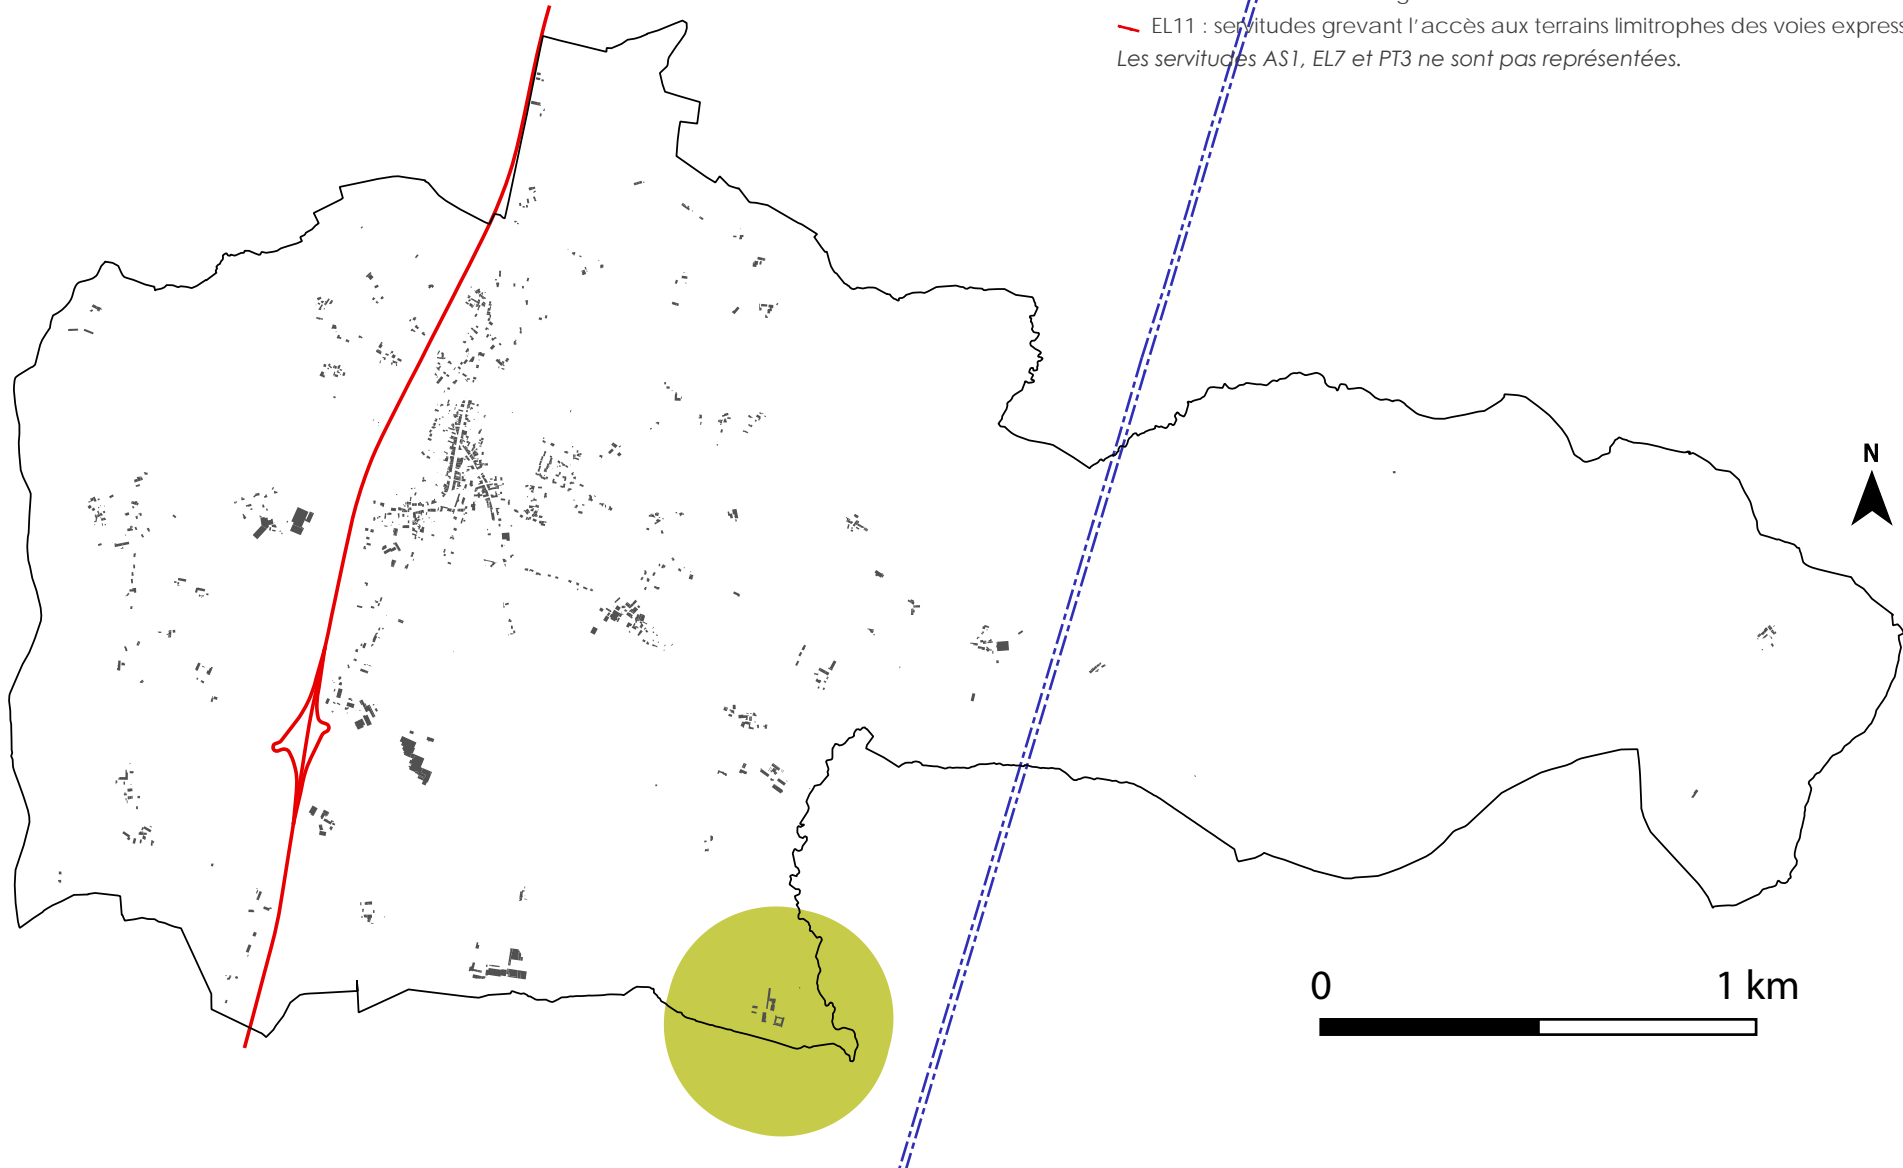 EL11 : servitudes grevant l'accès aux terrains limitrophes des voies express
Les servitudes AS1, EL7 et PT3 ne sont pas représentées.
N
0 1 km